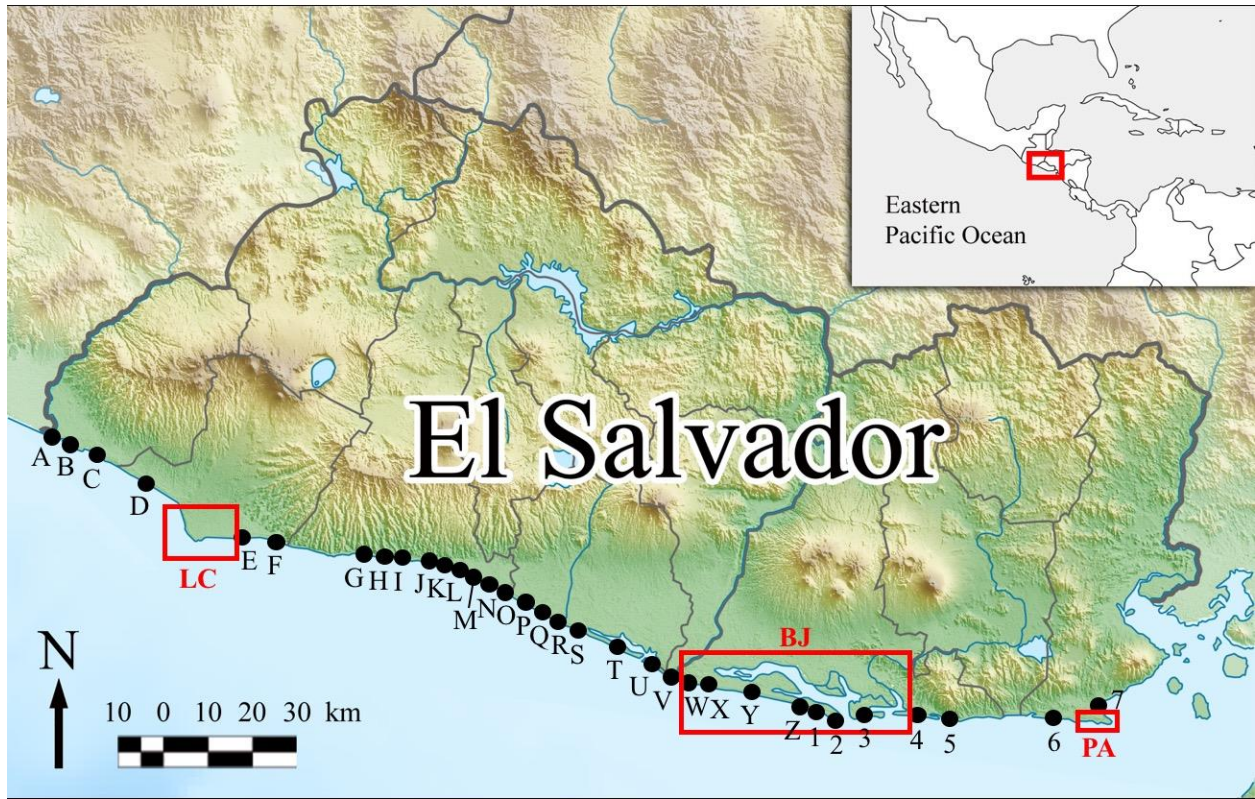 Eastern
Pacific Ocean
El Salvador
A
B
C
D
LC
E
F
G
H
I
J
K
L
M
N
O
P
Q
R
S
T
U
V
BJ
W
X
Y
Z
1
2
3
4
5
6
7
PA
N
10 0 10 20 30 km